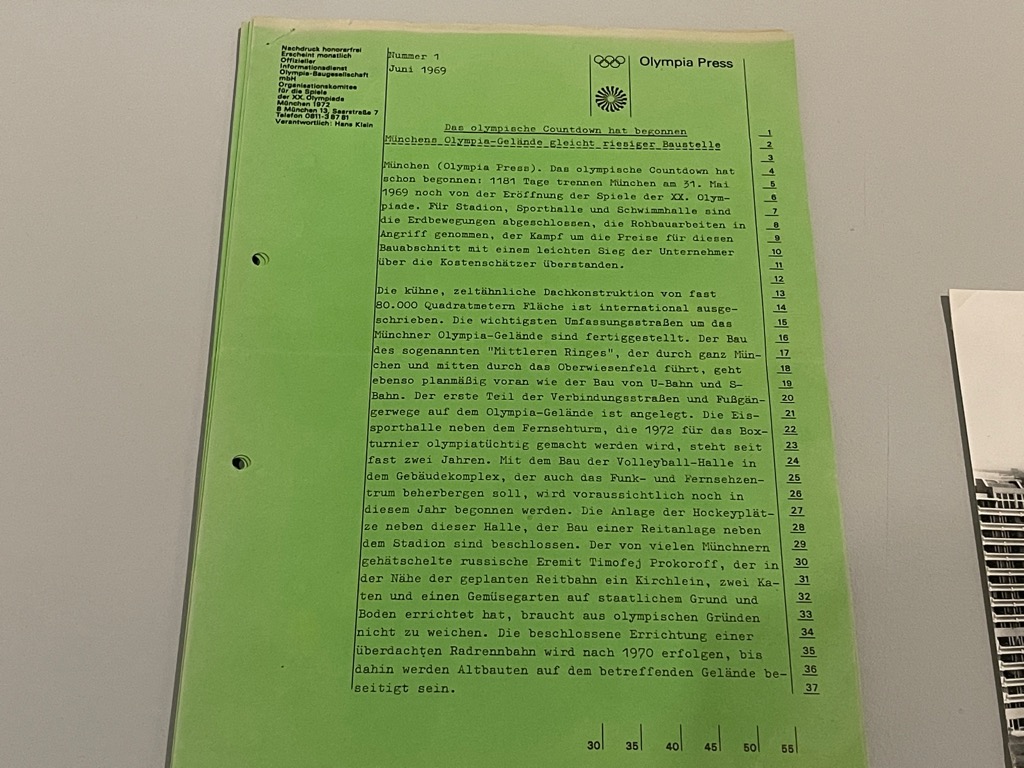 Nachdruck honorarfrei
Erscheint monatlich
Offizieller
Informationsdienst
Olympia-Baugesellschaft
mbH
Organisationskomitee
für die Spiele
der XX. Olympiade
München 1972
8 München 13, Saarstraße 7
Telefon 0811-3 87 81
Verantwortlich: Hans Klein
Nummer 1
Juni 1969
Olympia Press
Das olympische Countdown hat begonnen 1
Münchens Olympia-Gelände gleicht riesiger Baustelle 2
3
München (Olympia Press). Das olympische Countdown hat 4
schon begonnen: 1181 Tage trennen München am 31. Mai 5
1969 noch von der Eröffnung der Spiele der XX. Olym- 6
piade. Für Stadion, Sporthalle und Schwimmhalle sind 7
die Erdbewegungen abgeschlossen, die Rohbauarbeiten in 8
Angriff genommen, der Kampf um die Preise für diesen 9
Bauabschnitt mit einem leichten Sieg der Unternehmer 10
über die Kostenschätzer überstanden. 11
12
Die kühne, zeltähnliche Dachkonstruktion von fast 13
80.000 Quadratmetern Fläche ist international ausge- 14
schrieben. Die wichtigsten Umfassungsstraßen um das 15
Münchner Olympia-Gelände sind fertiggestellt. Der Bau 16
des sogenannten "Mittleren Ringes", der durch ganz Mün- 17
chen und mitten durch das Oberwiesenfeld führt, geht 18
ebenso planmäßig voran wie der Bau von U-Bahn und S- 19
Bahn. Der erste Teil der Verbindungsstraßen und Fußgän- 20
gerwege auf dem Olympia-Gelände ist angelegt. Die Eis- 21
sporthalle neben dem Fernsehturm, die 1972 für das Box- 22
turnier olympiatüchtig gemacht werden wird, steht seit 23
fast zwei Jahren. Mit dem Bau der Volleyball-Halle in 24
dem Gebäudekomplex, der auch das Funk- und Fernsehzen- 25
trum beherbergen soll, wird voraussichtlich noch in 26
diesem Jahr begonnen werden. Die Anlage der Hockeyplät- 27
ze neben dieser Halle, der Bau einer Reitanlage neben 28
dem Stadion sind beschlossen. Der von vielen Münchnern 29
gehätschelte russische Eremit Timofej Prokoroff, der in 30
der Nähe der geplanten Reitbahn ein Kirchlein, zwei Ka- 31
ten und einen Gemüsegarten auf staatlichem Grund und 32
Boden errichtet hat, braucht aus olympischen Gründen 33
nicht zu weichen. Die beschlossene Errichtung einer 34
überdachten Radrennbahn wird nach 1970 erfolgen, bis 35
dahin werden Altbauten auf dem betreffenden Gelände be- 36
seitigt sein. 37
30 35 40 45 50 55